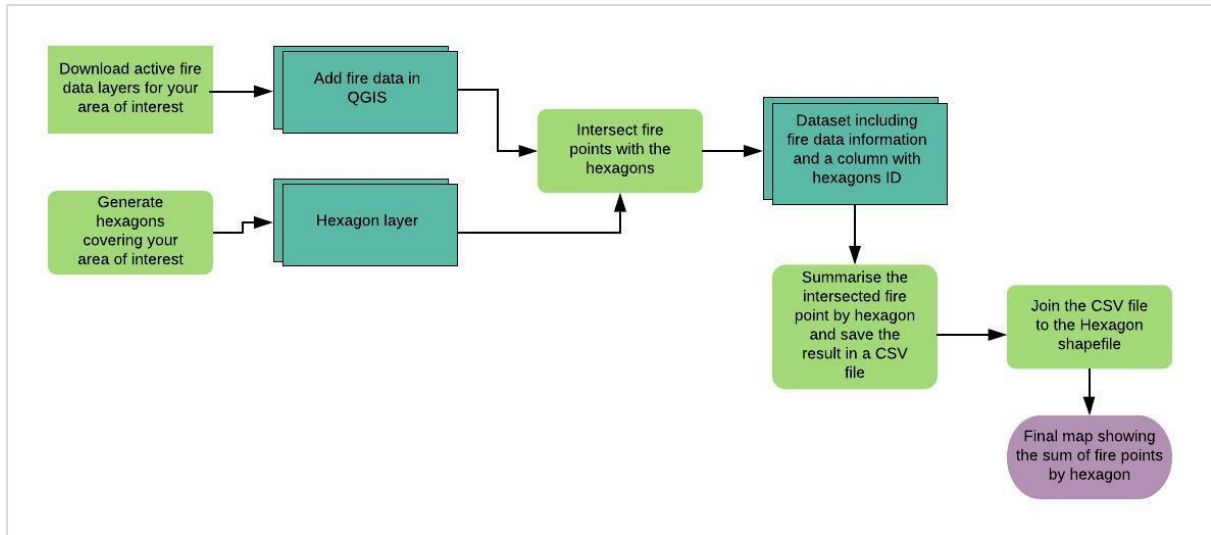 Download active fire
data layers for your
area of interest
Add fire data in
QGIS
Generate
hexagons
covering your
area of interest
Hexagon layer
Intersect fire
points with the
hexagons
Dataset including
fire data information
and a column with
hexagons ID
Summarise the
intersected fire
point by hexagon
and save the
result in a CSV
file
Join the CSV file
to the Hexagon
shapefile
Final map showing
the sum of fire points
by hexagon